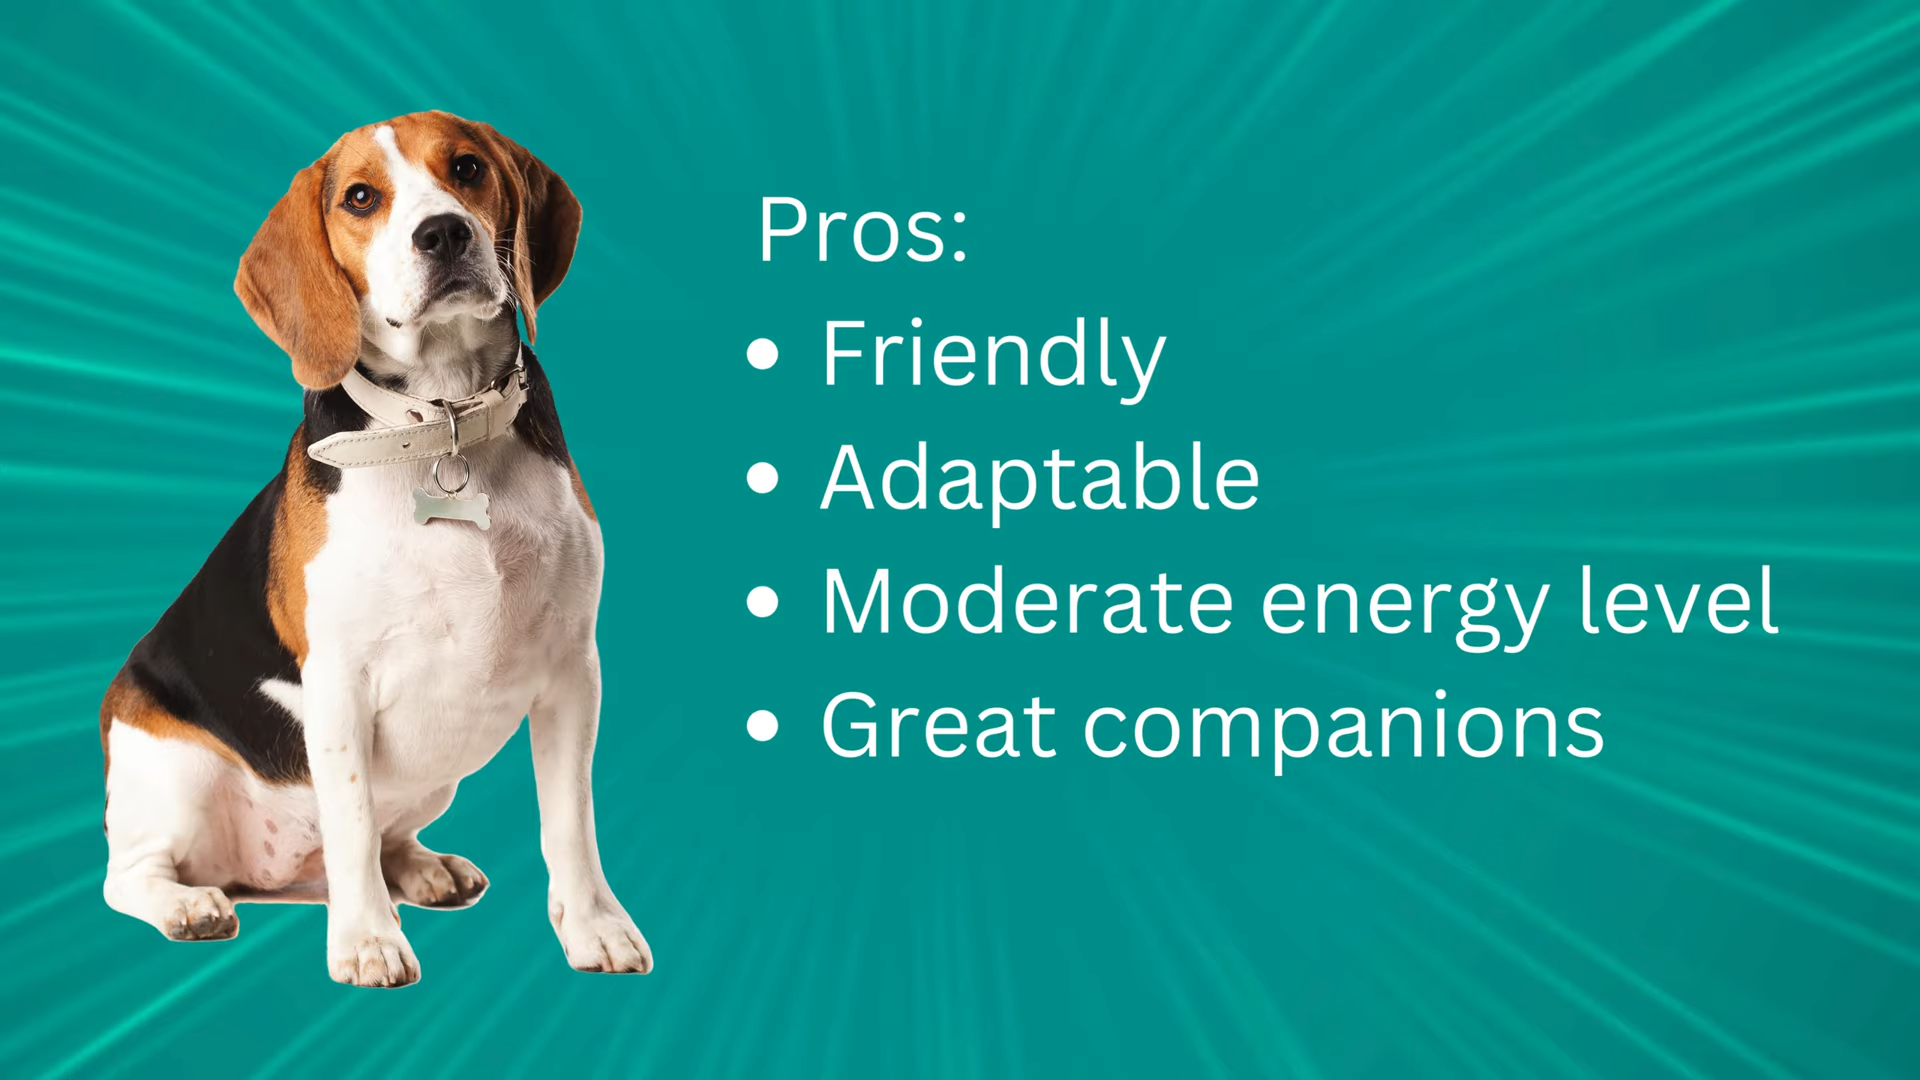 Pros:
• Friendly
• Adaptable
• Moderate energy level
• Great companions